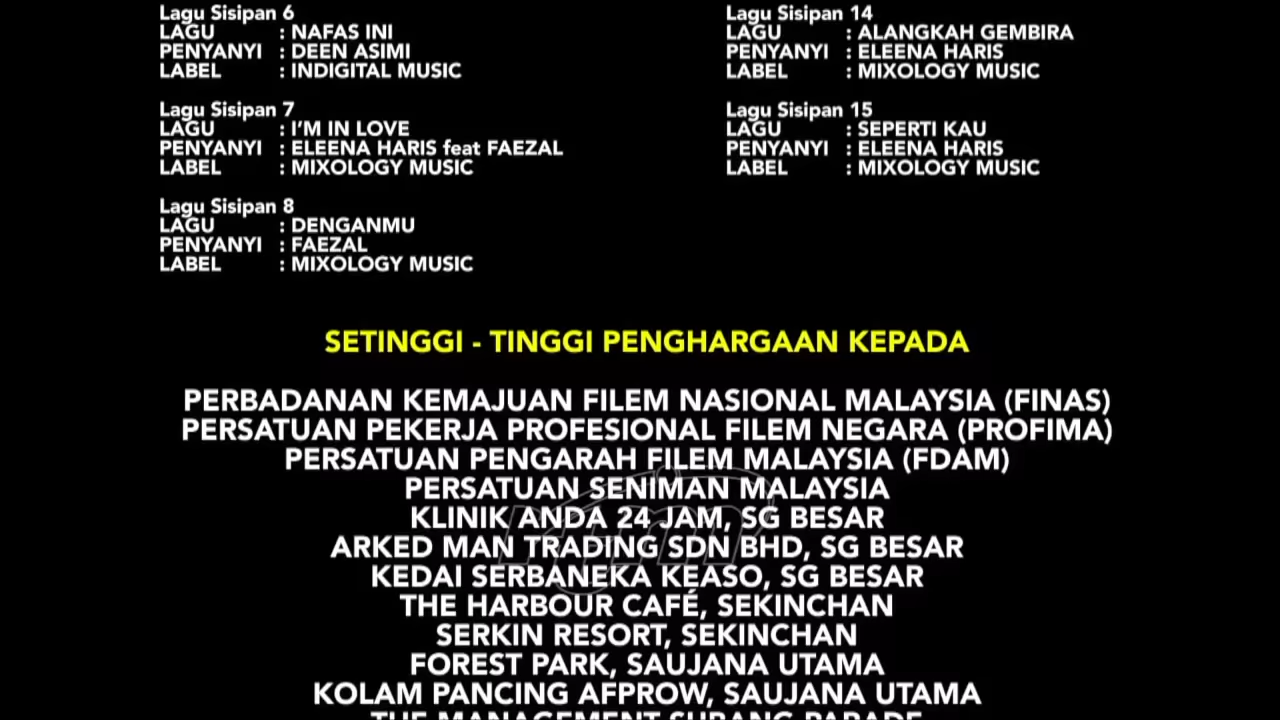 Lagu Sisipan 6
LAGU : NAFAS INI
PENYANYI : DEEN ASIMI
LABEL : INDIGITAL MUSIC
Lagu Sisipan 7
LAGU : I'M IN LOVE
PENYANYI : ELEENA HARIS feat FAEZAL
LABEL : MIXOLOGY MUSIC
Lagu Sisipan 8
LAGU : DENGANMU
PENYANYI : FAEZAL
LABEL : MIXOLOGY MUSIC
Lagu Sisipan 14
LAGU : ALANGKAH GEMBIRA
PENYANYI : ELEENA HARIS
LABEL : MIXOLOGY MUSIC
Lagu Sisipan 15
LAGU : SEPERTI KAU
PENYANYI : ELEENA HARIS
LABEL : MIXOLOGY MUSIC
SETINGGI - TINGGI PENGHARGAAN KEPADA
PERBADANAN KEMAJUAN FILEM NASIONAL MALAYSIA (FINAS)
PERSATUAN PEKERJA PROFESIONAL FILEM NEGARA (PROFIMA)
PERSATUAN PENGARAH FILEM MALAYSIA (FDAM)
PERSATUAN SENIMAN MALAYSIA
KLINIK ANDA 24 JAM, SG BESAR
ARKED MAN TRADING SDN BHD, SG BESAR
KEDAI SERBANEKA KEASO, SG BESAR
THE HARBOUR CAFÉ, SEKINCHAN
SERKIN RESORT, SEKINCHAN
FOREST PARK, SAUJANA UTAMA
KOLAM PANCING AFPROW, SAUJANA UTAMA
THE MANAGEMENT SUBANG PARADE